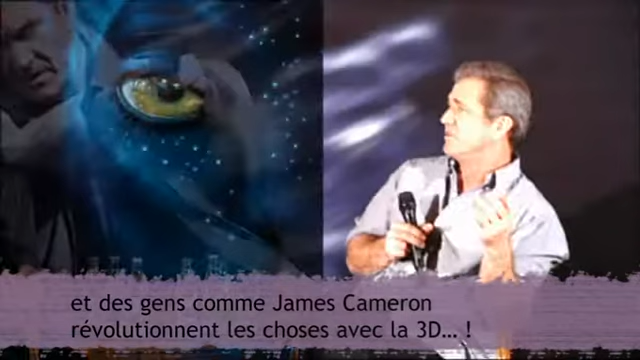 et des gens comme James Cameron
révolutionnent les choses avec la 3D... !